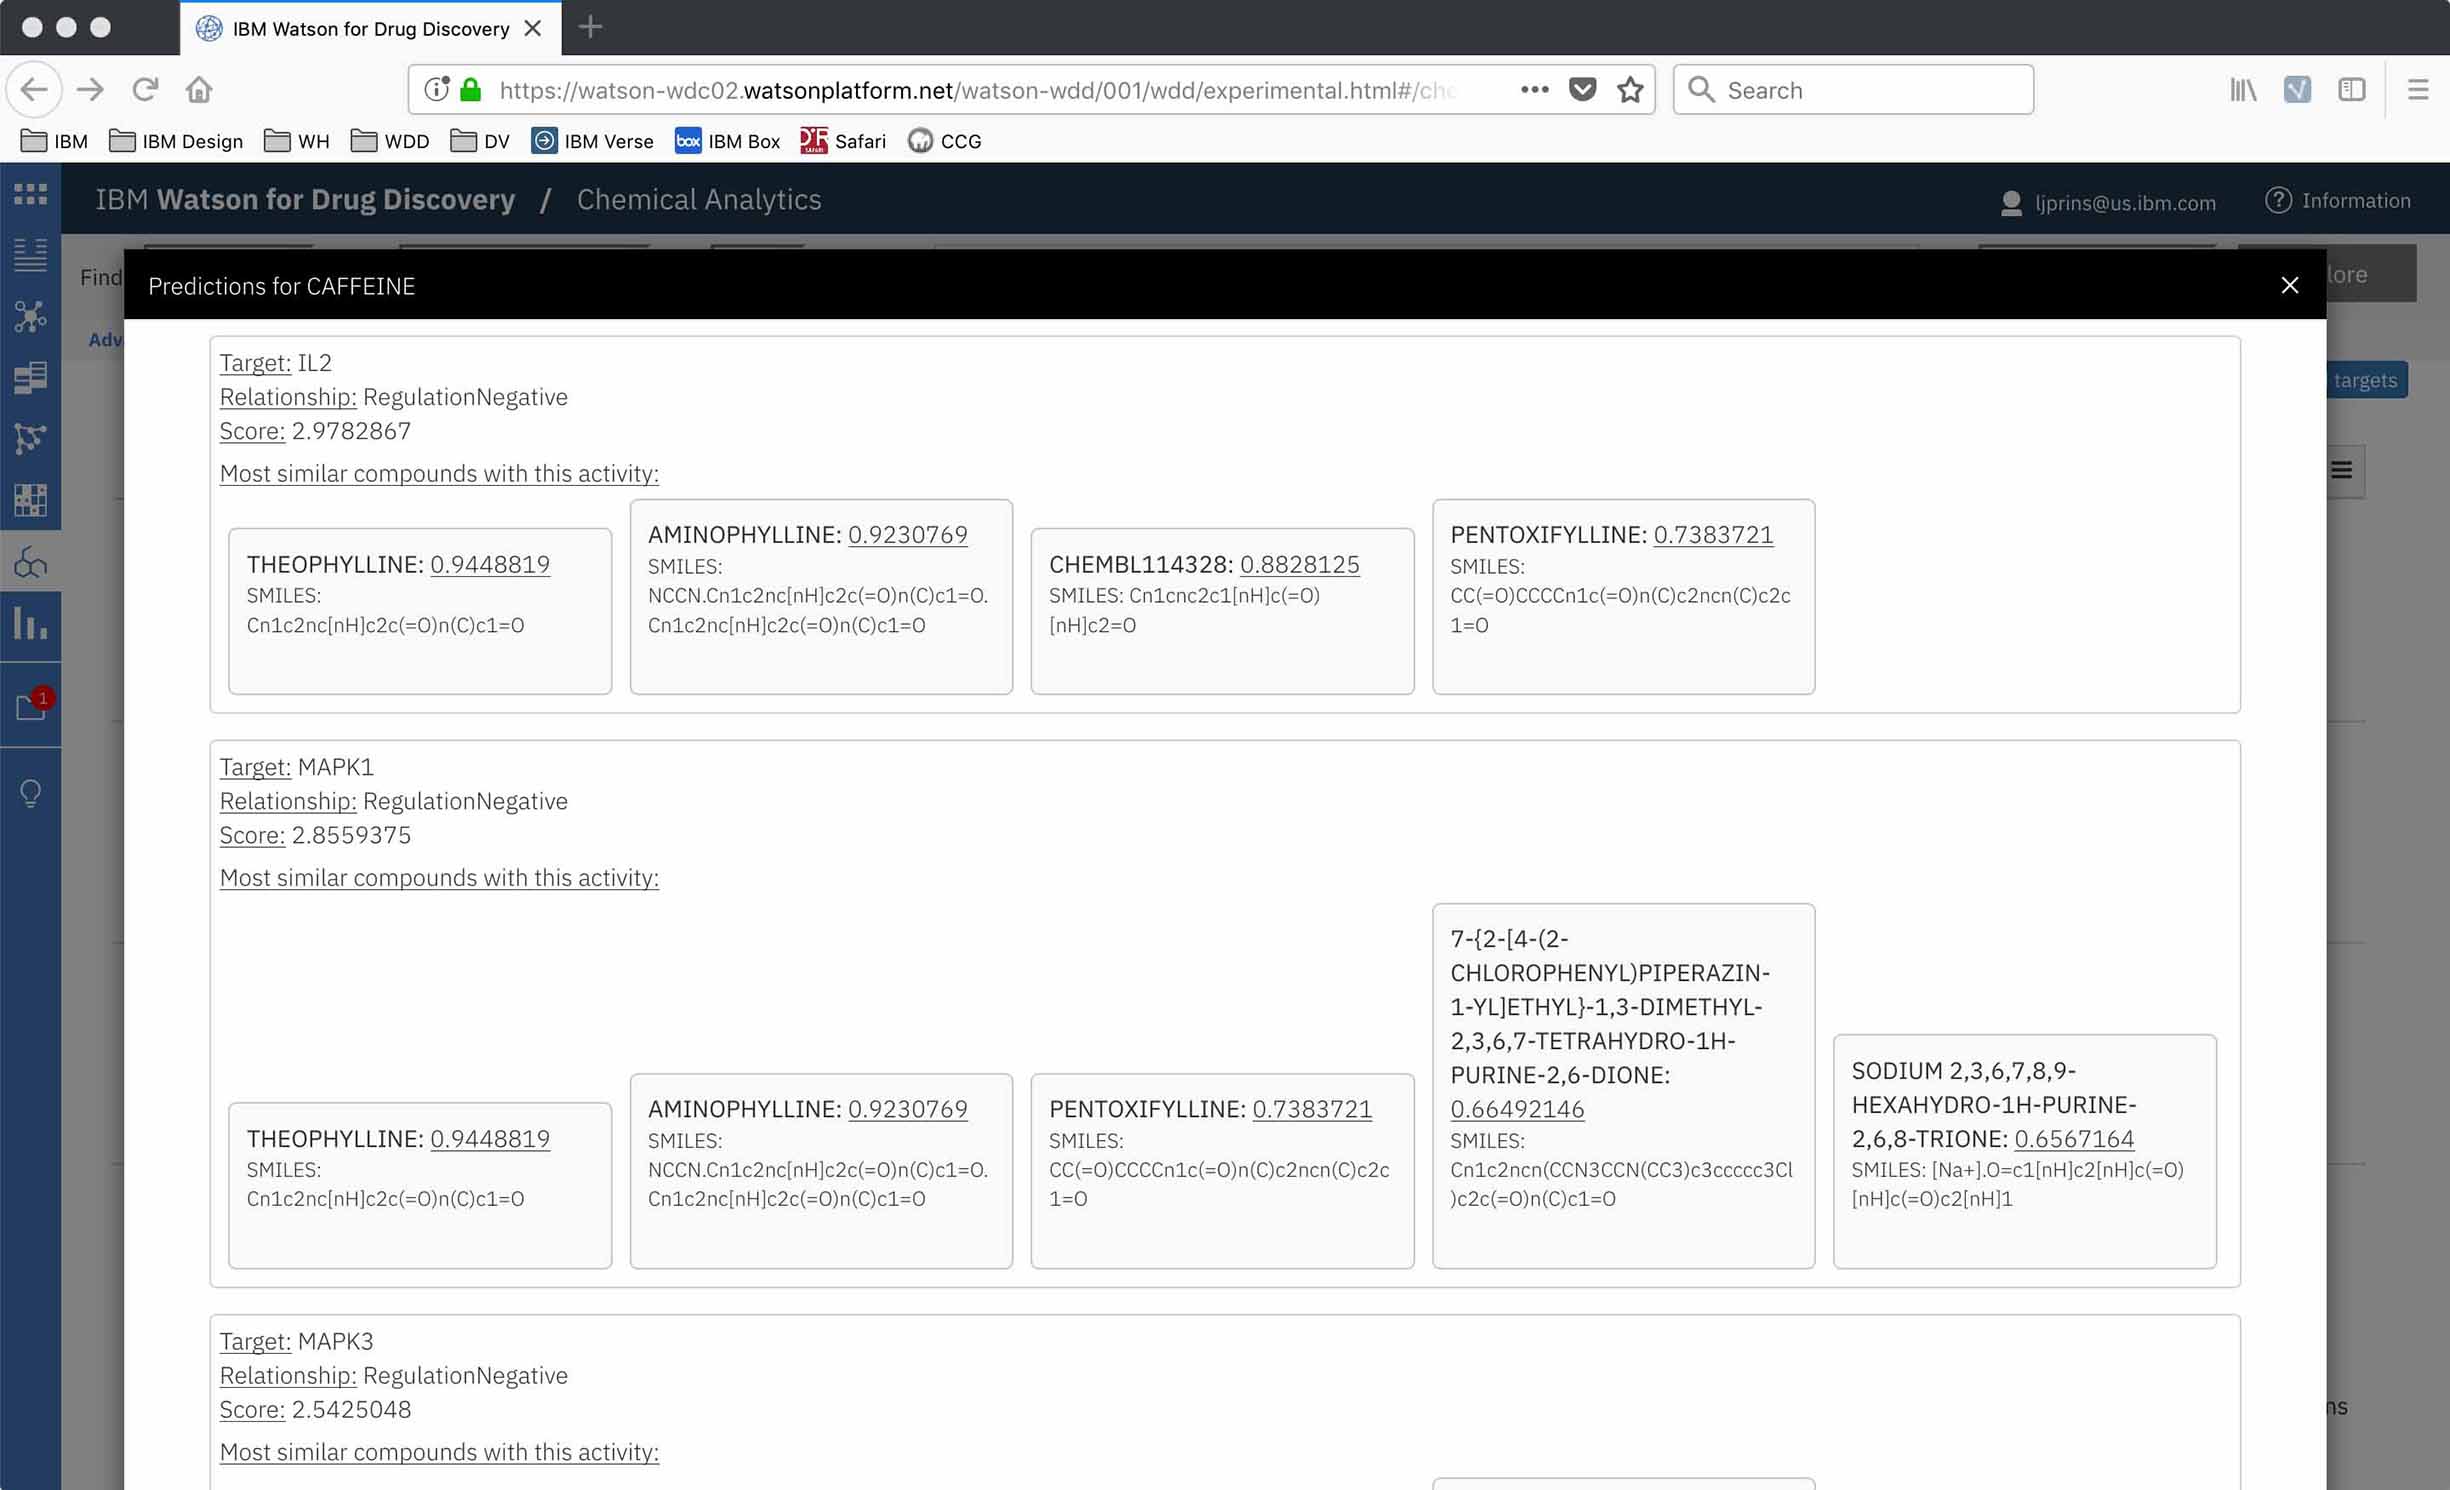 IBM Watson for Drug Discovery
https://watson-wdc02.watsonplatform.net/watson-wdd/001/wdd/experimental.html#/che
Search
IBM
IBM Design
WH
WDD
DV
IBM Verse
box
IBM Box
Safari
CCG
IBM Watson for Drug Discovery / Chemical Analytics
ljprins@us.ibm.com
Information
Find
Predictions for CAFFEINE
lore
Adv
targets
1
Target: IL2
Relationship: RegulationNegative
Score: 2.9782867
Most similar compounds with this activity:
THEOPHYLLINE: 0.9448819
SMILES:
Cn1c2nc[nH]c2c(=O)n(C)c1=O
AMINOPHYLLINE: 0.9230769
SMILES:
NCCN.Cn1c2nc[nH]c2c(=O)n(C)c1=O.
Cn1c2nc[nH]c2c(=O)n(C)c1=O
CHEMBL114328: 0.8828125
SMILES: Cn1cnc2c1[nH]c(=O)
[nH]c2=O
PENTOXIFYLLINE: 0.7383721
SMILES:
CC(=O)CCCCn1c(=O)n(C)c2ncn(C)c2c
1=O
Target: MAPK1
Relationship: RegulationNegative
Score: 2.8559375
Most similar compounds with this activity:
THEOPHYLLINE: 0.9448819
SMILES:
Cn1c2nc[nH]c2c(=O)n(C)c1=O
AMINOPHYLLINE: 0.9230769
SMILES:
NCCN.Cn1c2nc[nH]c2c(=O)n(C)c1=O.
Cn1c2nc[nH]c2c(=O)n(C)c1=O
PENTOXIFYLLINE: 0.7383721
SMILES:
CC(=O)CCCCn1c(=O)n(C)c2ncn(C)c2c
1=O
7-{2-[4-(2-
CHLOROPHENYL)PIPERAZIN-
1-YL]ETHYL}-1,3-DIMETHYL-
2,3,6,7-TETRAHYDRO-1H-
PURINE-2,6-DIONE:
0.66492146
SMILES:
Cn1c2ncn(CCN3CCN(CC3)c3ccccc3Cl
)c2c(=O)n(C)c1=O
SODIUM 2,3,6,7,8,9-
HEXAHYDRO-1H-PURINE-
2,6,8-TRIONE: 0.6567164
SMILES: [Na+].O=c1[nH]c2[nH]c(=O)
[nH]c(=O)c2[nH]1
Target: MAPK3
Relationship: RegulationNegative
Score: 2.5425048
Most similar compounds with this activity:
ns